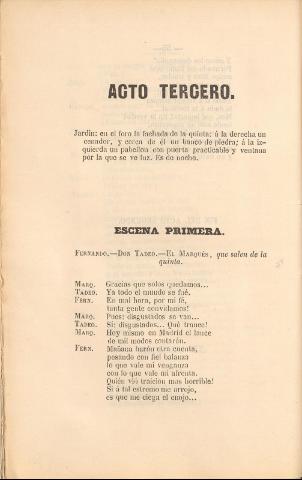 ACTO TERCERO.
Jardin: en el foro la fachada de la quinta: á la derecha un
cenador, y cerca de él un banco de piedra; á la iz-
quierda un pabellon con puerta practicable y ventana
por la que se ve luz. Es de noche.
ESCENA PRIMERA.
FERNANDO.—DON TADEO.—EL MARQUÉS, que salen de la
quinta.
MARQ. Gracias que solos quedamos...
TADEO. Ya todo el mundo se fué.
FERN. En mal hora, por mi fé,
tanta gente convidamos!
MARQ. Pues; disgustados se van...
TADEO. Sí; disgustados... Qué trance!
MARQ. Hoy mismo en Madrid el lance
de mil modos contarán.
FERN. Mañana harán otra cuenta,
pesando con fiel balanza
lo que vale mi venganza
con lo que vale mi afrenta.
Quién vió traicion mas horrible!
Si á tal estremo me arrojo,
es que me ciega el enojo...